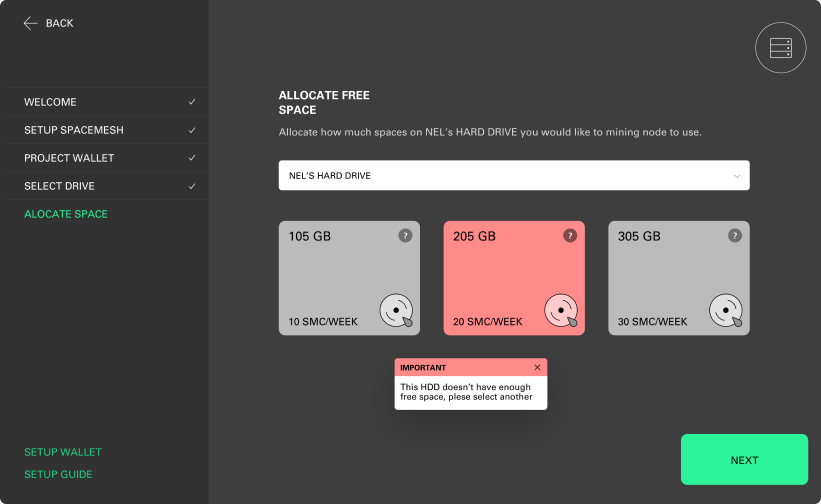 BACK
WELCOME
SETUP SPACEMESH
PROJECT WALLET
SELECT DRIVE
ALOCATE SPACE
SETUP WALLET
SETUP GUIDE
ALLOCATE FREE
SPACE
Allocate how much spaces on NEL's HARD DRIVE you would like to mining node to use.
NEL'S HARD DRIVE
105 GB ?
10 SMC/WEEK
205 GB ?
20 SMC/WEEK
305 GB ?
30 SMC/WEEK
IMPORTANT
This HDD doesn't have enough
free space, plese select another
NEXT